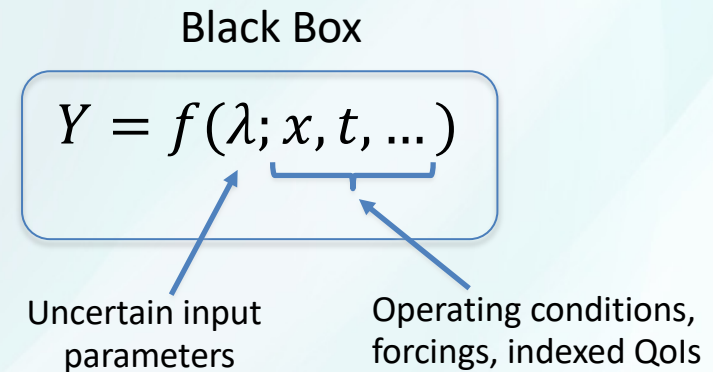 Black Box
Y = f(λ; x, t, … )
Uncertain input
parameters
Operating conditions,
forcings, indexed QoIs